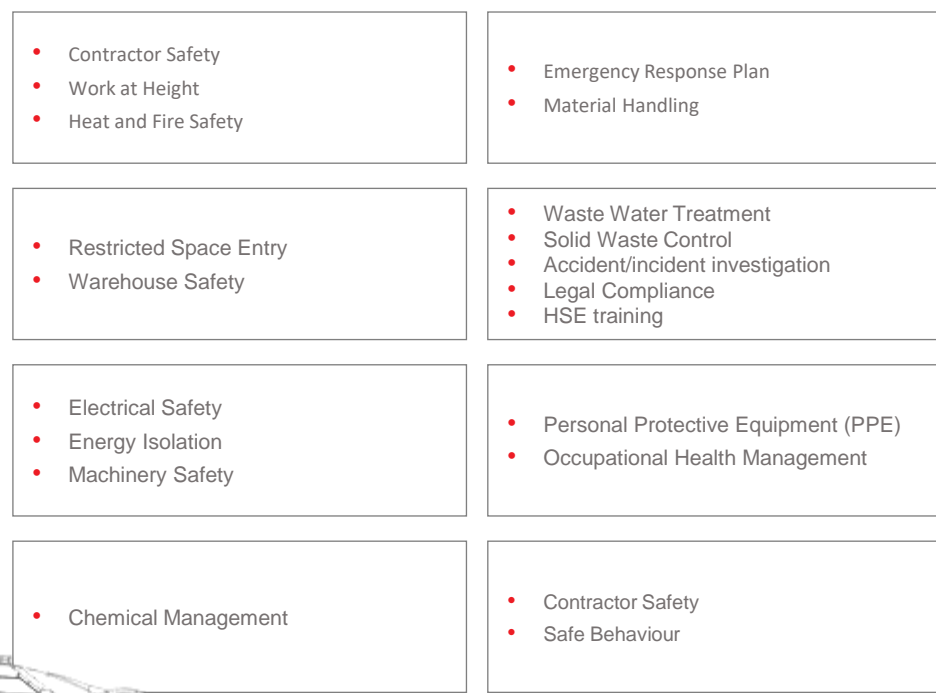 • Contractor Safety
• Work at Height
• Heat and Fire Safety
• Emergency Response Plan
• Material Handling
• Restricted Space Entry
• Warehouse Safety
• Waste Water Treatment
• Solid Waste Control
• Accident/incident investigation
• Legal Compliance
• HSE training
• Electrical Safety
• Energy Isolation
• Machinery Safety
• Personal Protective Equipment (PPE)
• Occupational Health Management
• Chemical Management
• Contractor Safety
• Safe Behaviour